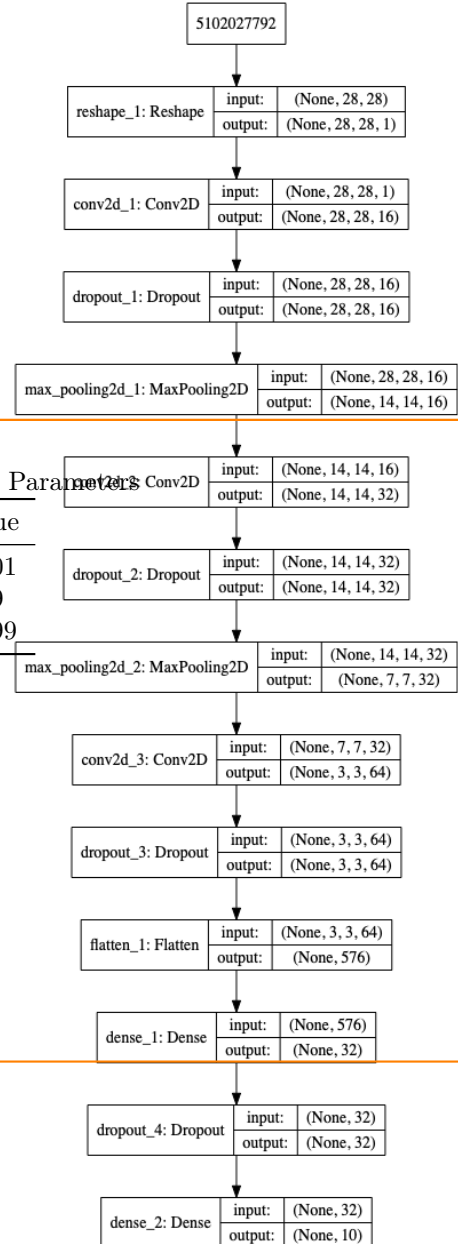 5102027792
reshape_1: Reshape
input: (None, 28, 28)
output: (None, 28, 28, 1)
conv2d_1: Conv2D
input: (None, 28, 28, 1)
output: (None, 28, 28, 16)
dropout_1: Dropout
input: (None, 28, 28, 16)
output: (None, 28, 28, 16)
max_pooling2d_1: MaxPooling2D
input: (None, 28, 28, 16)
output: (None, 14, 14, 16)
Parameters
conv2d_2: Conv2D
input: (None, 14, 14, 16)
output: (None, 14, 14, 32)
ue
01
9
99
dropout_2: Dropout
input: (None, 14, 14, 32)
output: (None, 14, 14, 32)
max_pooling2d_2: MaxPooling2D
input: (None, 14, 14, 32)
output: (None, 7, 7, 32)
conv2d_3: Conv2D
input: (None, 7, 7, 32)
output: (None, 3, 3, 64)
dropout_3: Dropout
input: (None, 3, 3, 64)
output: (None, 3, 3, 64)
flatten_1: Flatten
input: (None, 3, 3, 64)
output: (None, 576)
dense_1: Dense
input: (None, 576)
output: (None, 32)
dropout_4: Dropout
input: (None, 32)
output: (None, 32)
dense_2: Dense
input: (None, 32)
output: (None, 10)